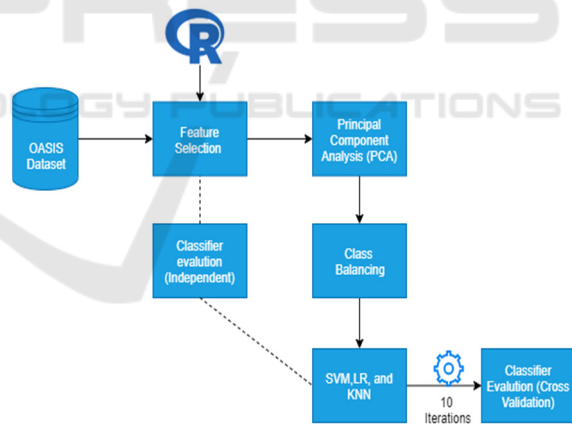 PRESS
OLOGY PUBLICATIONS
R
OASIS
Dataset
Feature
Selection
Principal
Component
Analysis (PCA)
Classifier
evalution
(Independent)
Class
Balancing
SVM,LR, and
KNN
10
Iterations
Classifier
Evalution (Cross
Validation)